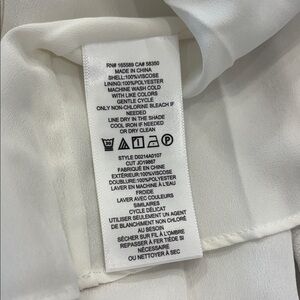 RN# 165589 CA# 58350
MADE IN CHINA
SHELL:100%VISCOSE
LINING:100%POLYESTER
MACHINE WASH COLD
WITH LIKE COLORS
GENTLE CYCLE
ONLY NON-CHLORINE BLEACH IF
NEEDED
LINE DRY IN THE SHADE
COOL IRON IF NEEDED
OR DRY CLEAN
STYLE D0214A0107
CUT JO19867
FABRIQUÉ EN CHINE
EXTÉRIEUR:100%VISCOSE
DOUBLURE:100%POLYESTER
LAVER EN MACHINE À L'EAU
FROIDE
LAVER AVEC COULEURS
SIMILAIRES
CYCLE DÉLICAT
UTILISER SEULEMENT UN AGENT
DE BLANCHIMENT NON CHLORÉ
AU BESOIN
SÉCHER SUR FIL À L'OMBRE
REPASSER À FER TIÈDE SI
NÉCESSAIRE
OU NETTOYER À SEC